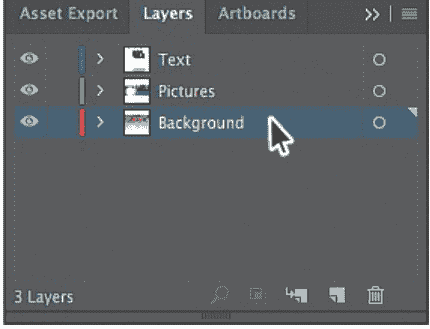 Asset Export Layers Artboards
Text
Pictures
Background
3 Layers